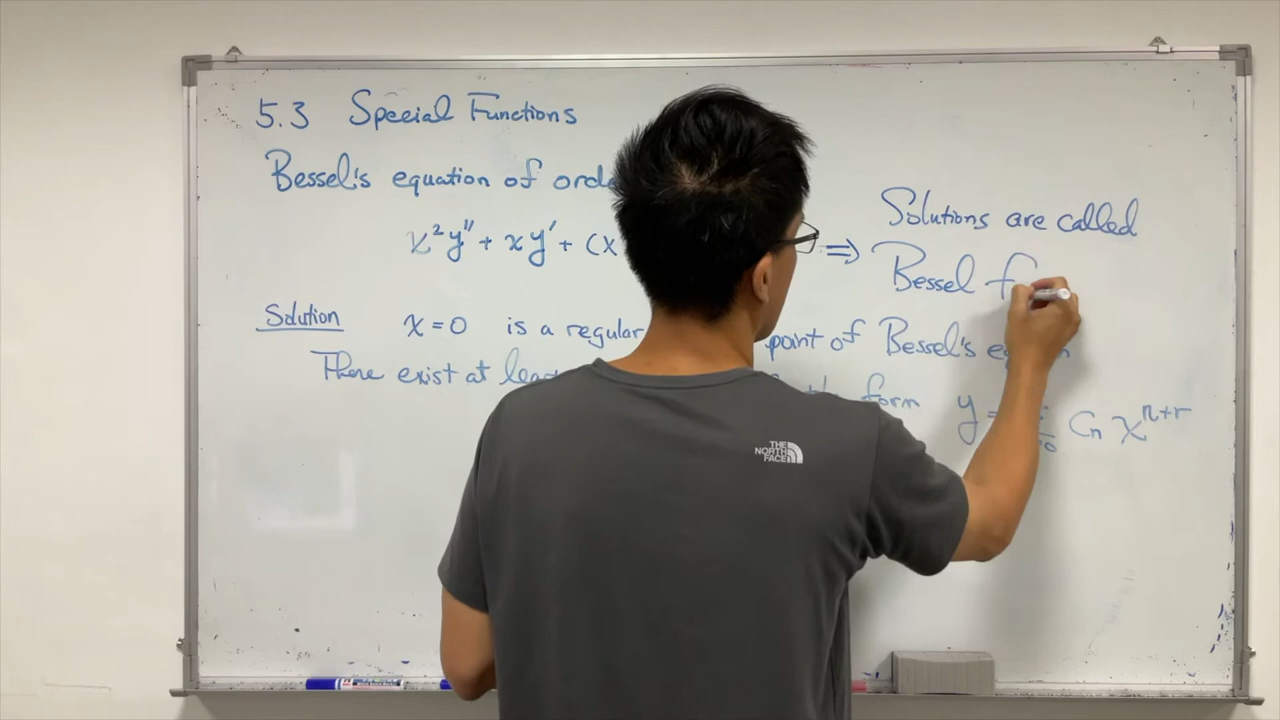 5.3 Special Functions
Bessel's equation of
x²y'' + xy' + (x
⇒ Solutions are called
Bessel f
Solution x = 0 is a regular point of Bessel's
There exist at form y = Cn x^{n+r}
THE
NORTH
FACE